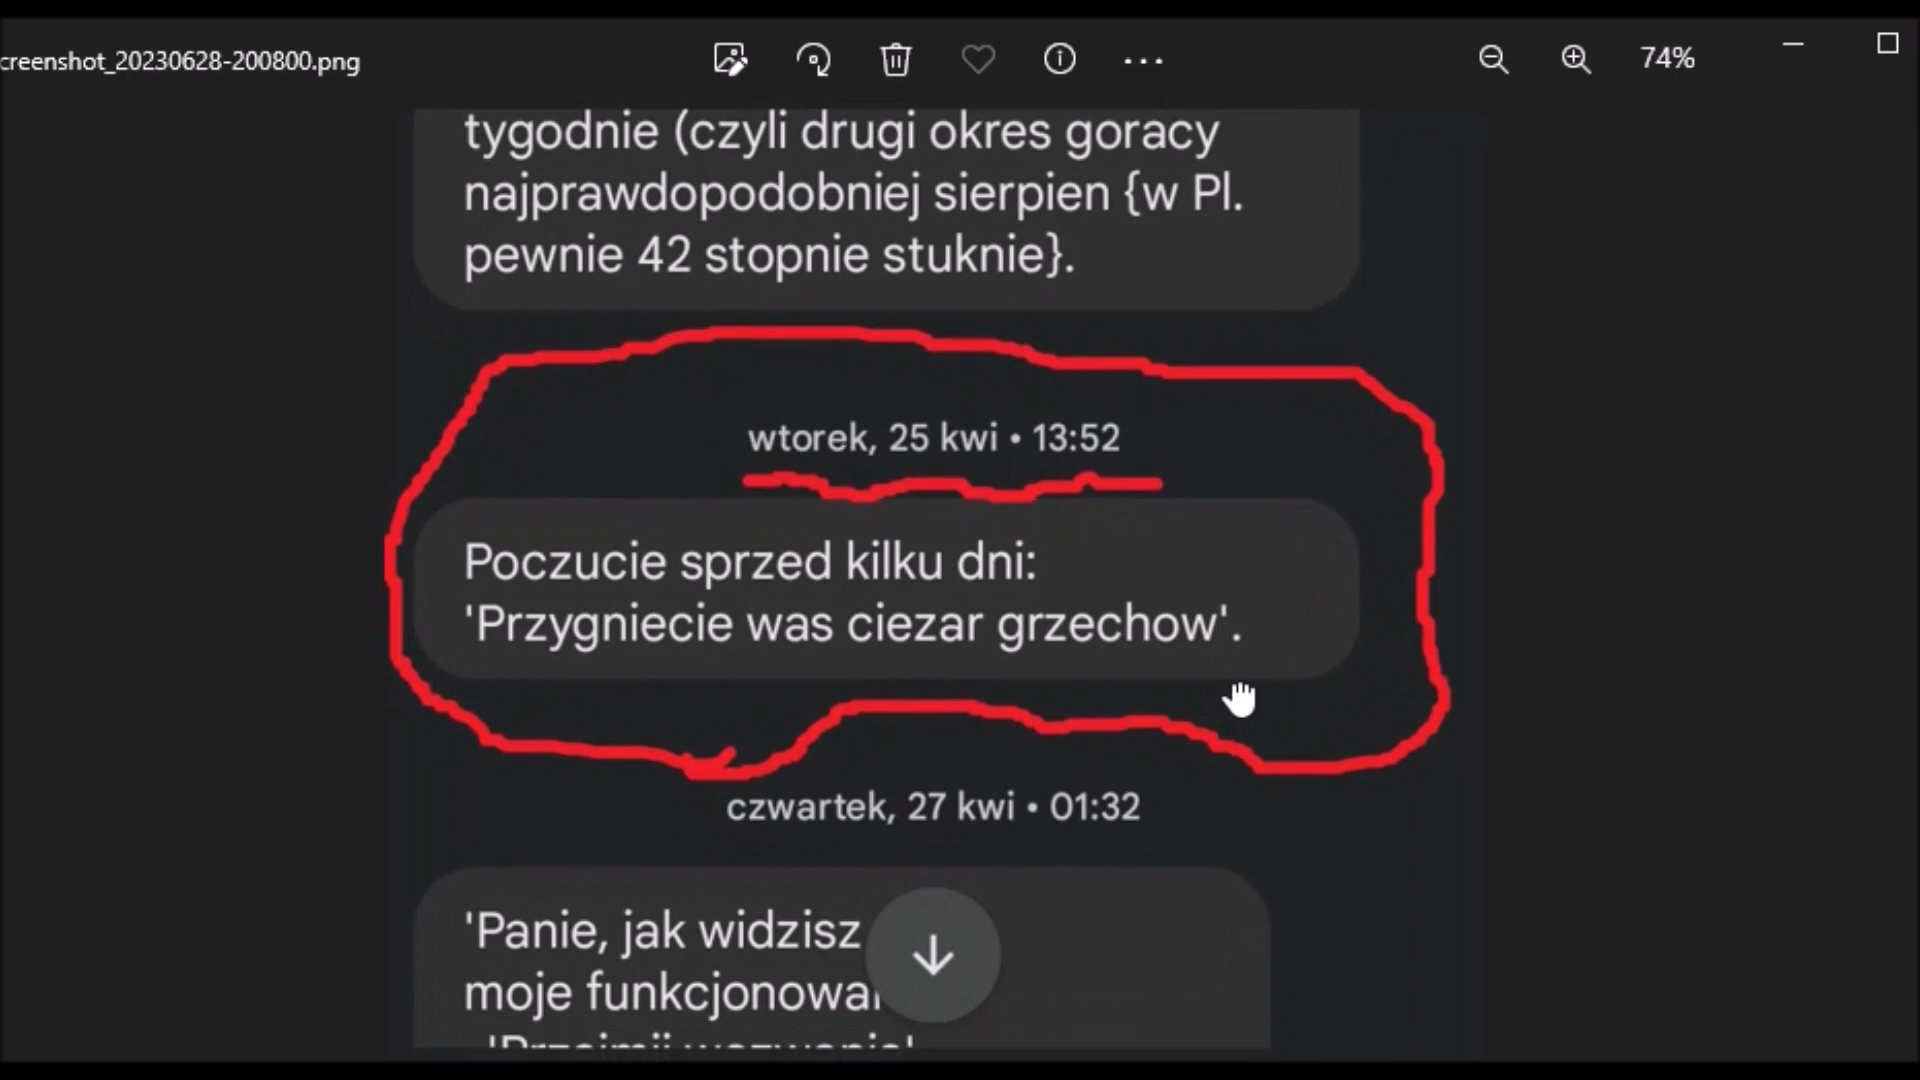 creenshot_20230628-200800.png
74%
tygodnie (czyli drugi okres goracy
najprawdopodobniej sierpien {w Pl.
pewnie 42 stopnie stuknie}.
wtorek, 25 kwi • 13:52
Poczucie sprzed kilku dni:
'Przygniecie was ciezar grzechow'.
czwartek, 27 kwi • 01:32
'Panie, jak widzisz
moje